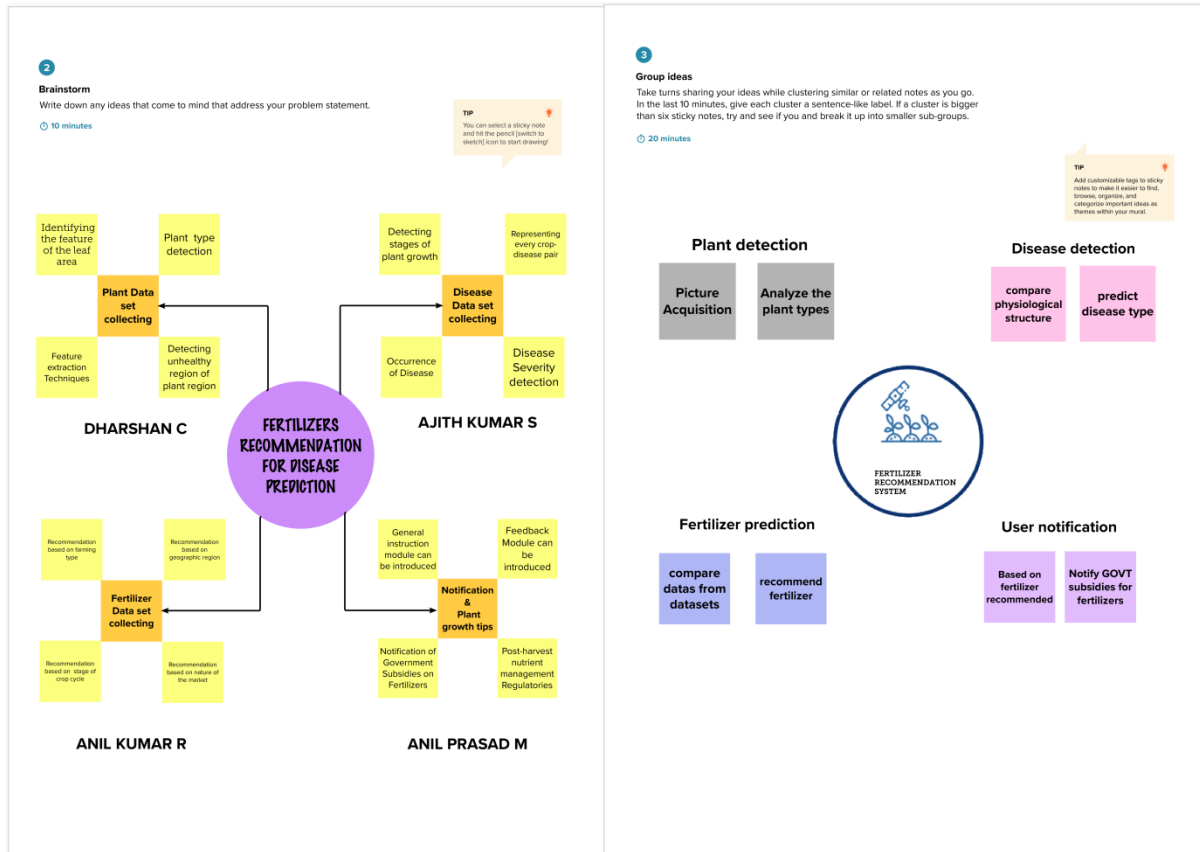 2
Brainstorm
Write down any ideas that come to mind that address your problem statement.
10 minutes
TIP
You can select a sticky note
and hit the pencil [switch to
sketch] icon to start drawing!
Identifying
the feature
of the leaf
area
Plant type
detection
Plant Data
set
collecting
Feature
extraction
Techniques
Detecting
unhealthy
region of
plant region
DHARSHAN C
Detecting
stages of
plant growth
Representing
every crop-
disease pair
Disease
Data set
collecting
Occurrence
of Disease
Disease
Severity
detection
AJITH KUMAR S
FERTILIZERS
RECOMMENDATION
FOR DISEASE
PREDICTION
Recommendation
based on farming
type
Recommendation
based on
geographic region
Fertilizer
Data set
collecting
Recommendation
based on stage of
crop cycle
Recommendation
based on nature of
the market
ANIL KUMAR R
General
instruction
module can
be introduced
Feedback
Module can
be
introduced
Notification
&
Plant
growth tips
Notification of
Government
Subsidies on
Fertilizers
Post-harvest
nutrient
management
Regulatories
ANIL PRASAD M
3
Group ideas
Take turns sharing your ideas while clustering similar or related notes as you go.
In the last 10 minutes, give each cluster a sentence-like label. If a cluster is bigger
than six sticky notes, try and see if you and break it up into smaller sub-groups.
20 minutes
TIP
Add customizable tags to sticky
notes to make it easier to find,
browse, organize, and
categorize important ideas as
themes within your mural.
Plant detection
Picture
Acquisition
Analyze the
plant types
Disease detection
compare
physiological
structure
predict
disease type
FERTILIZER
RECOMMENDATION
SYSTEM
Fertilizer prediction
compare
datas from
datasets
recommend
fertilizer
User notification
Based on
fertilizer
recommended
Notify GOVT
subsidies for
fertilizers